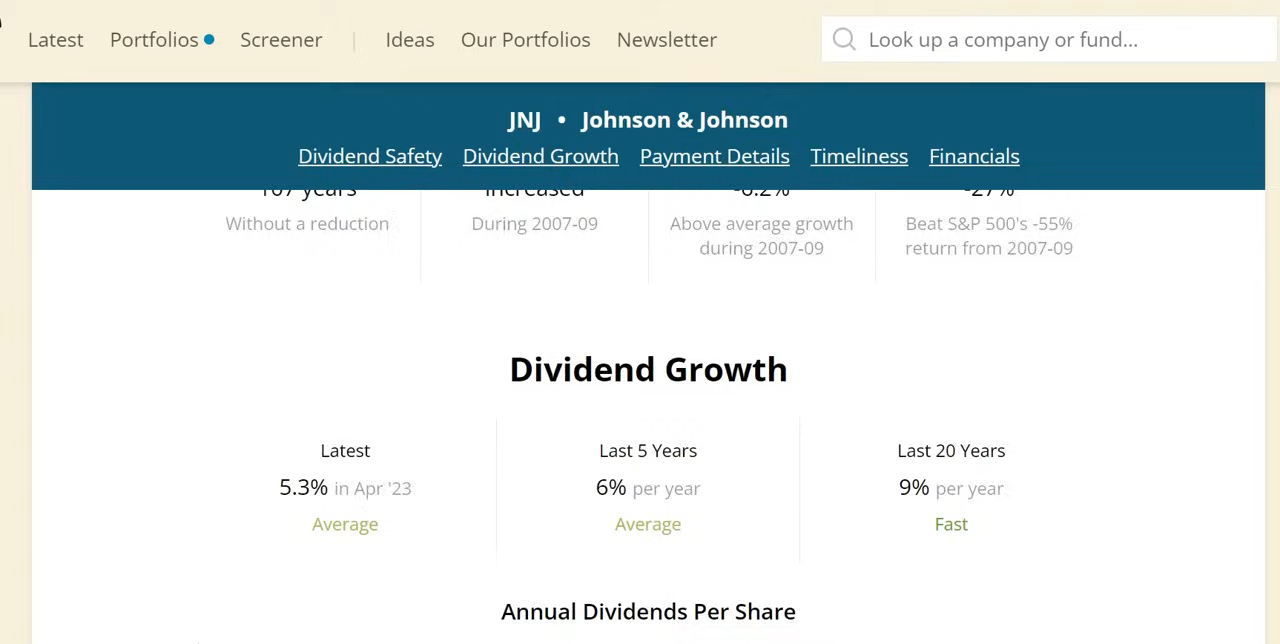 Latest Portfolios Screener | Ideas Our Portfolios Newsletter Look up a company or fund...
JNJ • Johnson & Johnson
Dividend Safety Dividend Growth Payment Details Timeliness Financials
years Increased -27%
Without a reduction During 2007-09 Above average growth Beat S&P 500's -55%
during 2007-09 return from 2007-09
Dividend Growth
Latest Last 5 Years Last 20 Years
5.3% in Apr '23 6% per year 9% per year
Average Average Fast
Annual Dividends Per Share